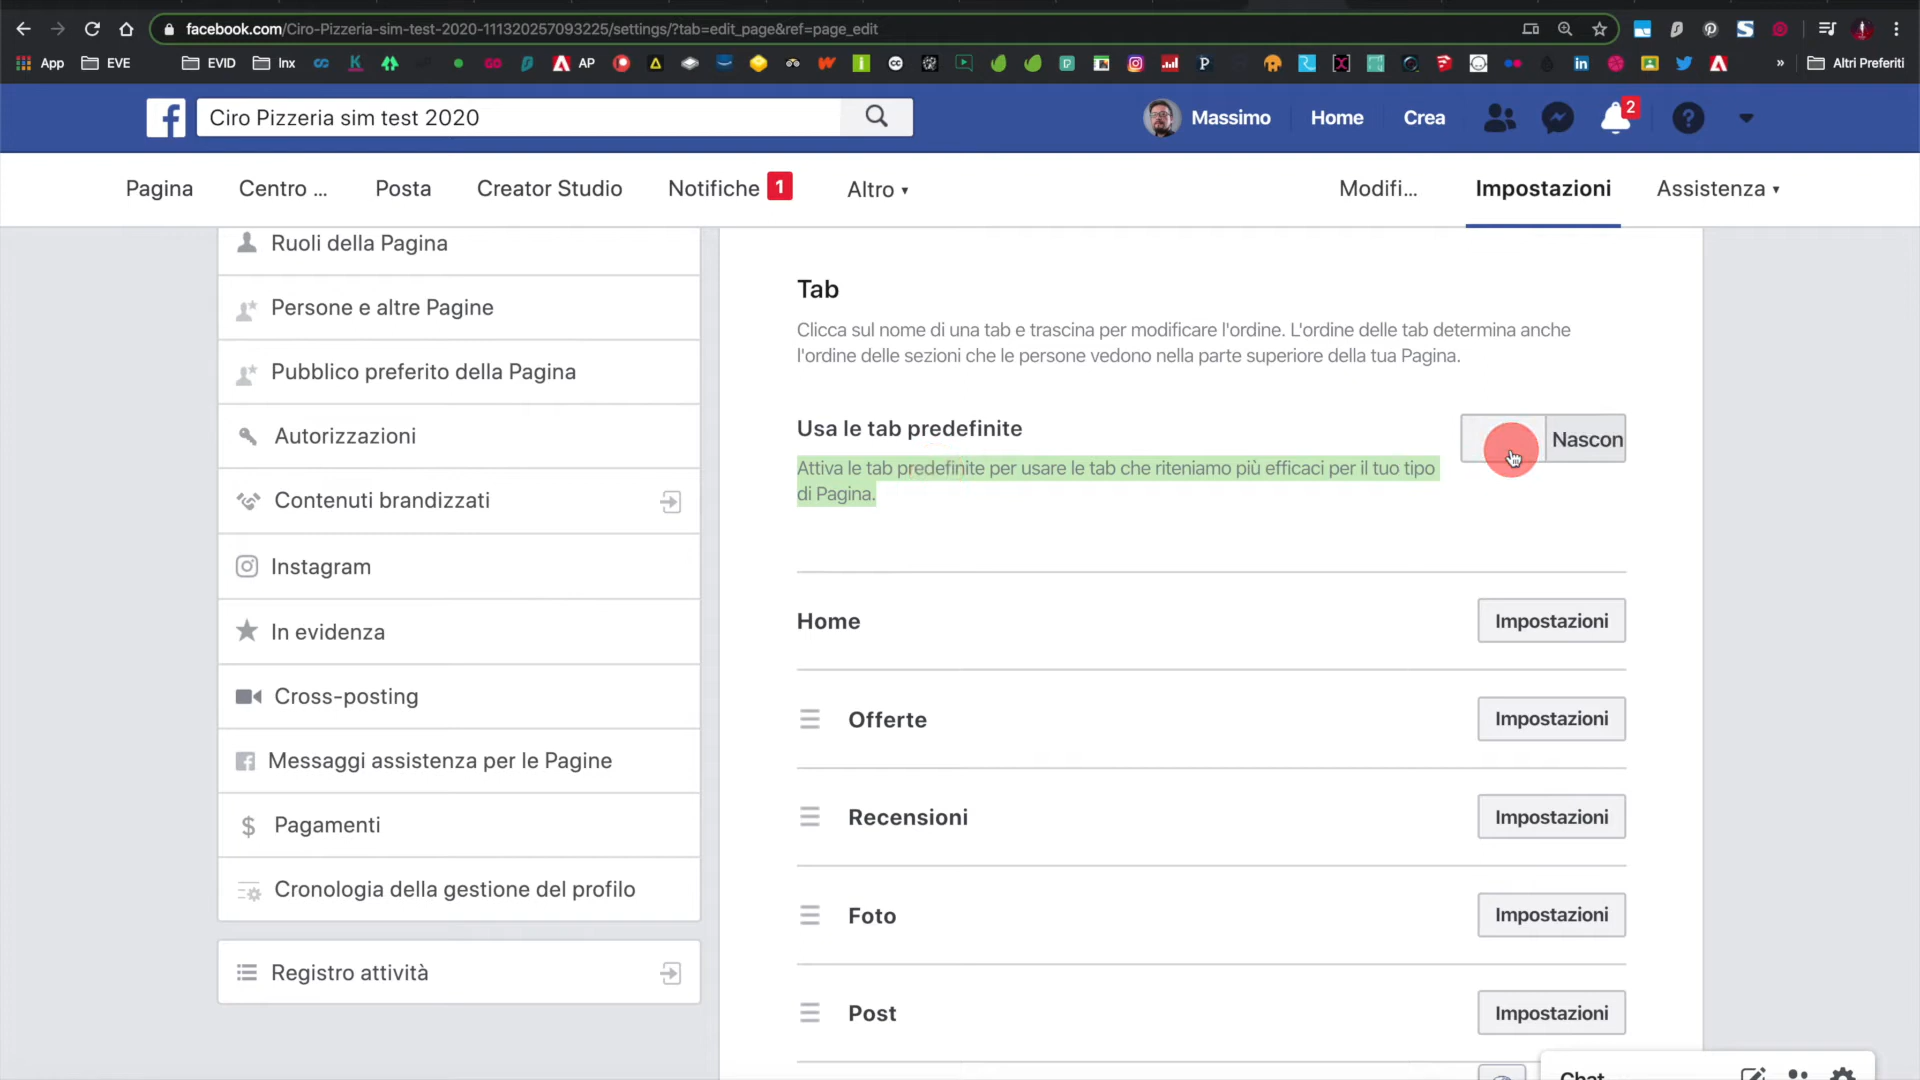 facebook.com/Ciro-Pizzeria-sim-test-2020-111320257093225/settings/?tab=edit_page&ref=page_edit
App EVE EVID Inx AP Altri Preferiti
Ciro Pizzeria sim test 2020
Massimo Home Crea 2
Pagina Centro ... Posta Creator Studio Notifiche 1 Altro Modifi... Impostazioni Assistenza
Ruoli della Pagina
Persone e altre Pagine
Pubblico preferito della Pagina
Autorizzazioni
Contenuti brandizzati
Instagram
In evidenza
Cross-posting
Messaggi assistenza per le Pagine
Pagamenti
Cronologia della gestione del profilo
Registro attività
Tab
Clicca sul nome di una tab e trascina per modificare l'ordine. L'ordine delle tab determina anche
l'ordine delle sezioni che le persone vedono nella parte superiore della tua Pagina.
Usa le tab predefinite
Nascon
Attiva le tab predefinite per usare le tab che riteniamo più efficaci per il tuo tipo
di Pagina.
Home Impostazioni
Offerte Impostazioni
Recensioni Impostazioni
Foto Impostazioni
Post Impostazioni
Chat